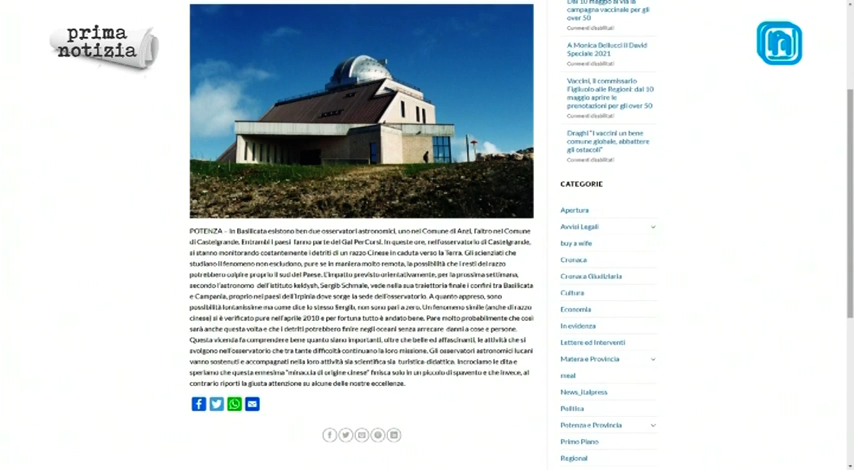 prima
notizia
Dal 10 maggio al via la
campagna vaccinale per gli
over 50
Commenti disabilitati
A Monica Bellucci il David
Speciale 2021
Commenti disabilitati
Vaccini, il commissario
Figliuolo alle Regioni: dal 10
maggio aprire le
prenotazioni per gli over 50
Commenti disabilitati
Draghi "I vaccini un bene
comune globale, abbattere
gli ostacoli"
Commenti disabilitati
CATEGORIE
Apertura
Avvisi Legali
buy a wife
Cronaca
Cronaca Giudiziaria
Cultura
Economia
In evidenza
Lettere ed Interventi
Matera e Provincia
meal
News_Italpress
Politica
Potenza e Provincia
Primo Piano
Regional
POTENZA – In Basilicata esistono ben due osservatori astronomici, uno nel Comune di Anzi, l'altro nel Comune
di Castelgrande. Entrambi i paesi fanno parte del Gal PerCorsi. In queste ore, nell'osservatorio di Castelgrande,
si stanno monitorando costantemente i detriti di un razzo Cinese in caduta verso la Terra. Gli scienziati che
studiano il fenomeno non escludono, pure se in maniera molto remota, la possibilità che i resti del razzo
potrebbero colpire proprio il sud del Paese. L'impatto previsto orientativamente, per la prossima settimana,
secondo l'astronomo dell'istituto keldysh, Sergib Schmalz, vede nella sua traiettoria finale i confini tra Basilicata
e Campania, proprio nei paesi dell'Irpinia dove sorge la sede dell'osservatorio. A quanto appreso, sono
possibilità lontanissime ma come dice lo stesso Sergib, non sono pari a zero. Un fenomeno simile (anche di razzo
cinese) si è verificato pure nell'aprile 2018 e per fortuna tutto è andato bene. Pare molto probabilmente che così
sarà anche questa volta e che i detriti potrebbero finire negli oceani senza arrecare danni a cose e persone.
Questa vicenda fa comprendere bene quanto siano importanti, oltre che belle ed affascinanti, le attività che si
svolgono nell'osservatorio che tra tante difficoltà continuano la loro missione. Gli osservatori astronomici lucani
vanno sostenuti e accompagnati nella loro attività sia scientifica sia turistico-didattica. Incrociamo le dita e
speriamo che questa ennesima "minaccia di origine cinese" finisca solo in un piccolo di spavento e che invece, al
contrario riporti la giusta attenzione su alcune delle nostre eccellenze.